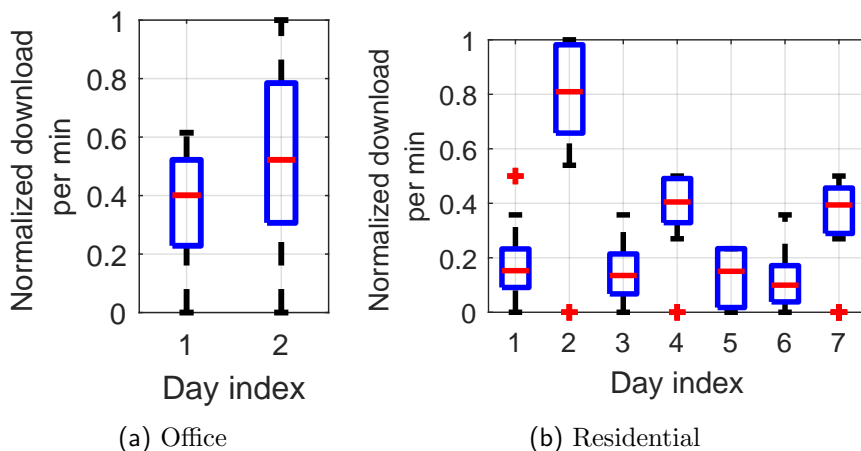 Normalized download
per min
1
0.8
0.6
0.4
0.2
0
1 2
Day index
(a) Office
Normalized download
per min
1
0.8
0.6
0.4
0.2
0
1 2 3 4 5 6 7
Day index
(b) Residential